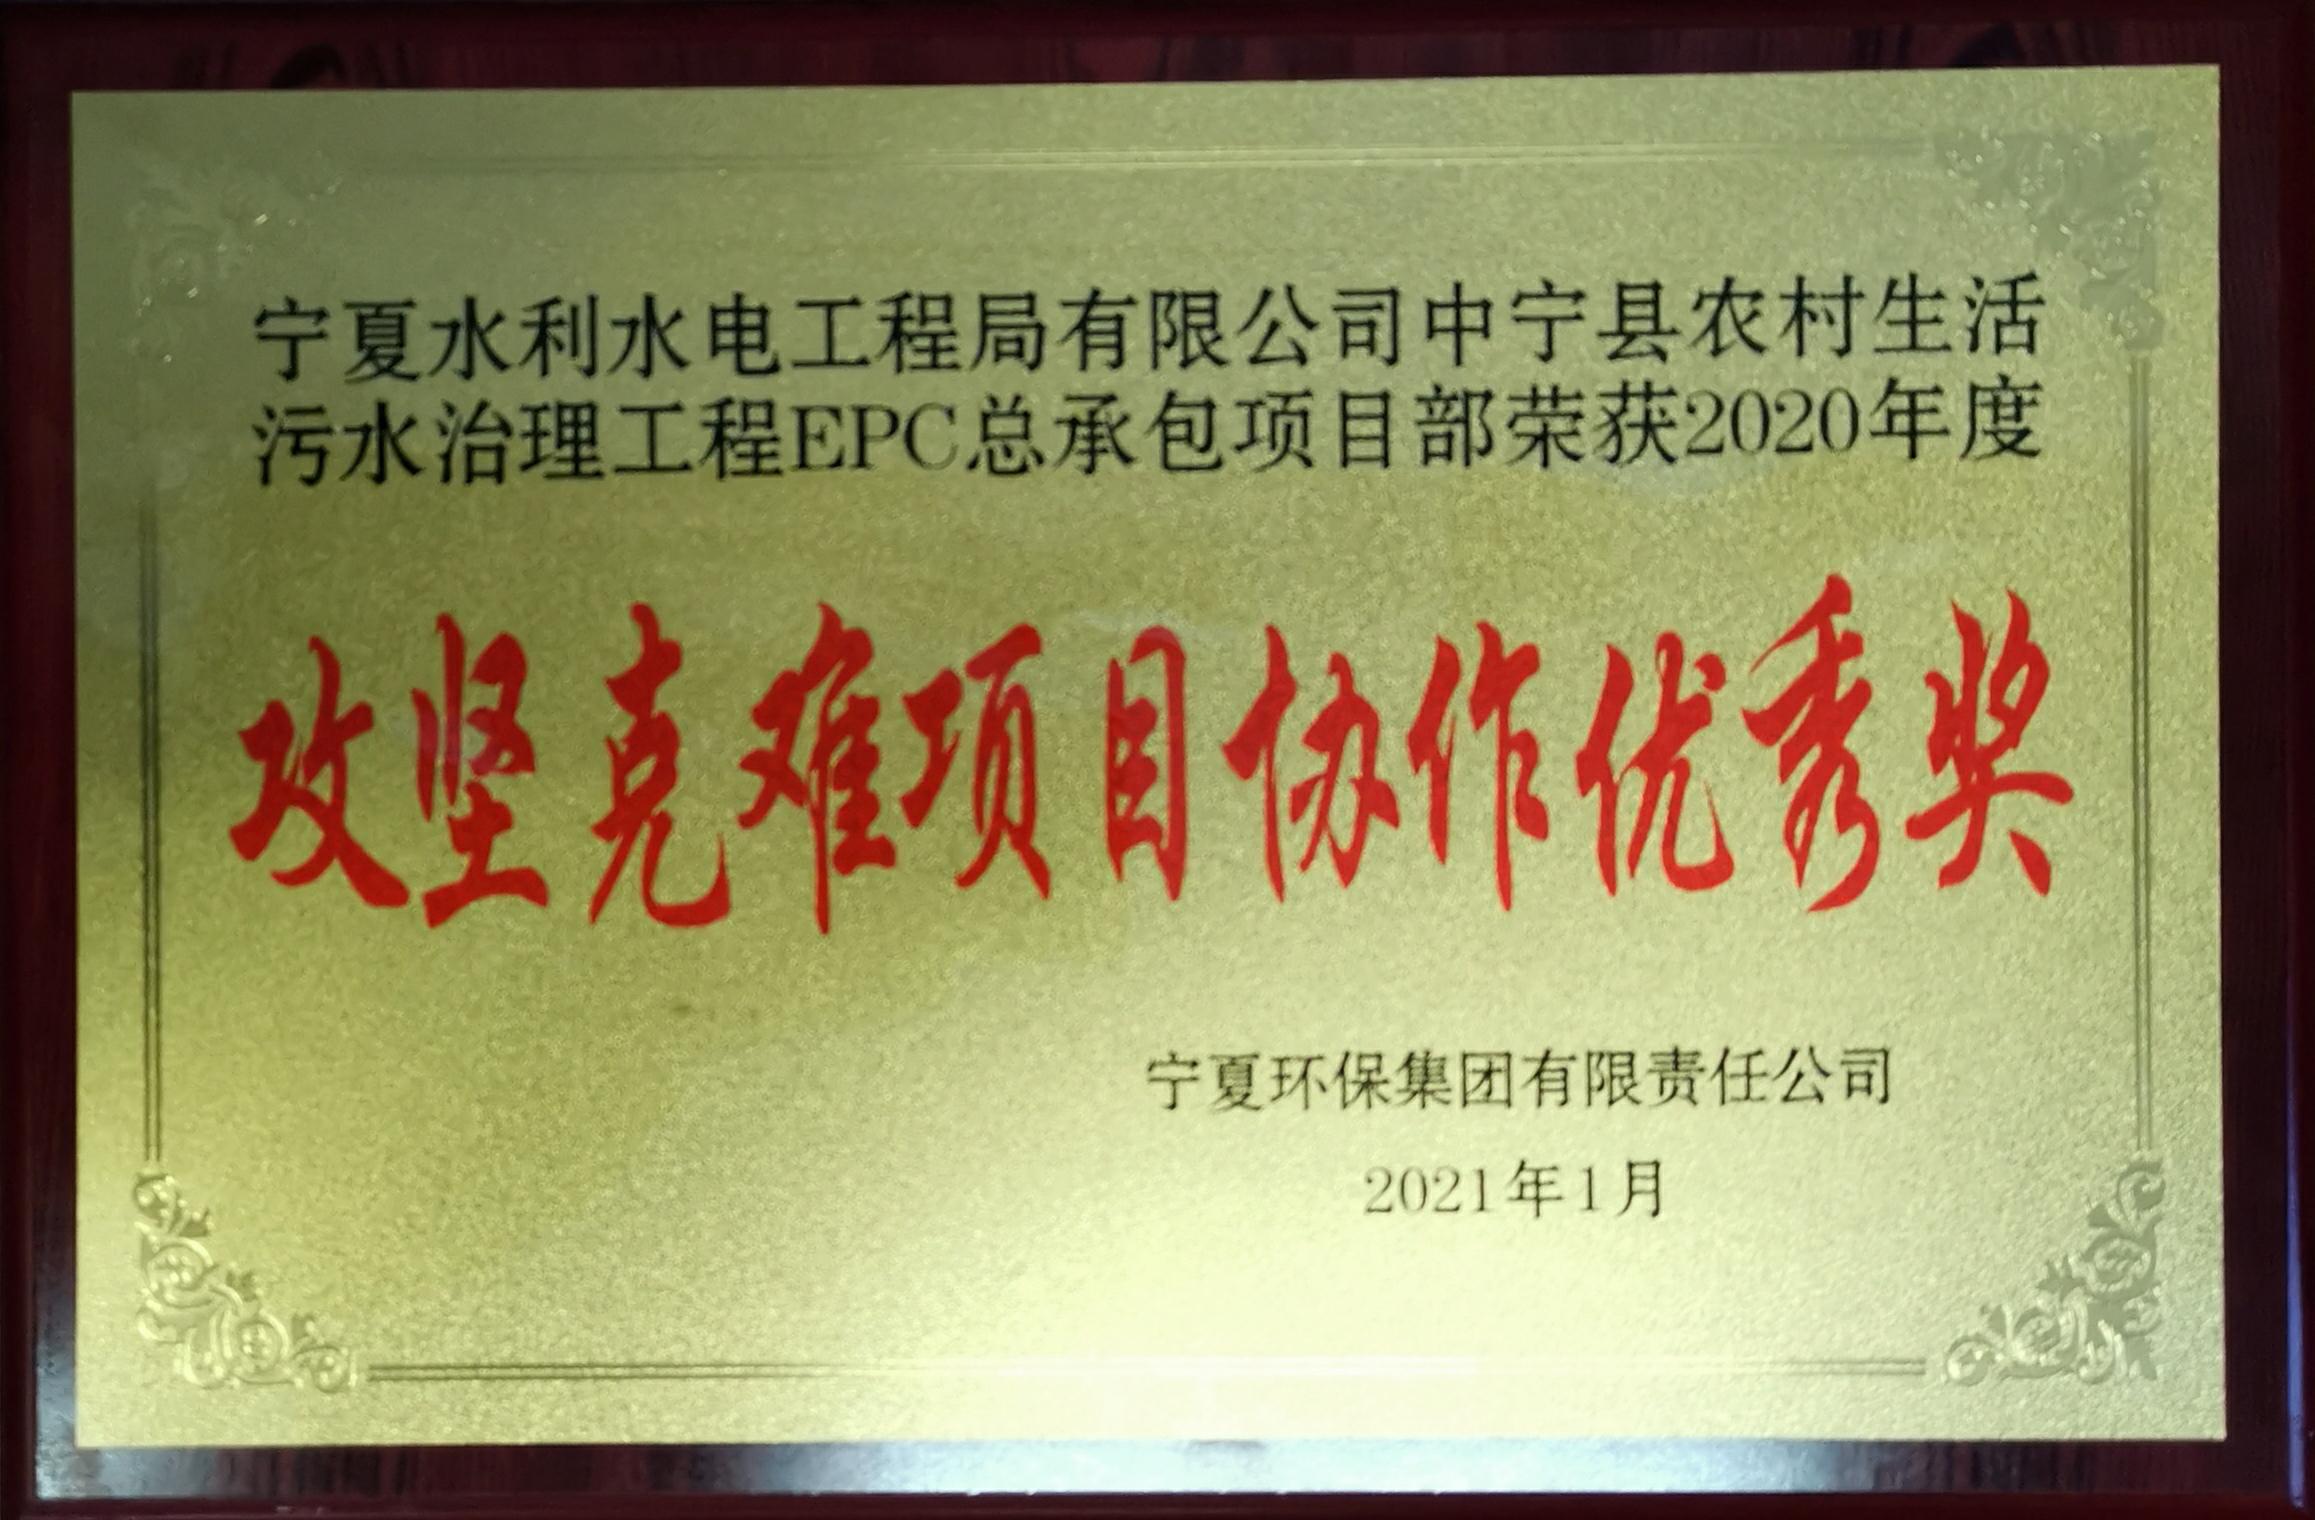 宁夏水利水电工程局有限公司中宁县农村生活
污水治理工程EPC总承包项目部荣获2020年度
攻坚克难项目协作优秀奖
宁夏环保集团有限责任公司
2021年1月